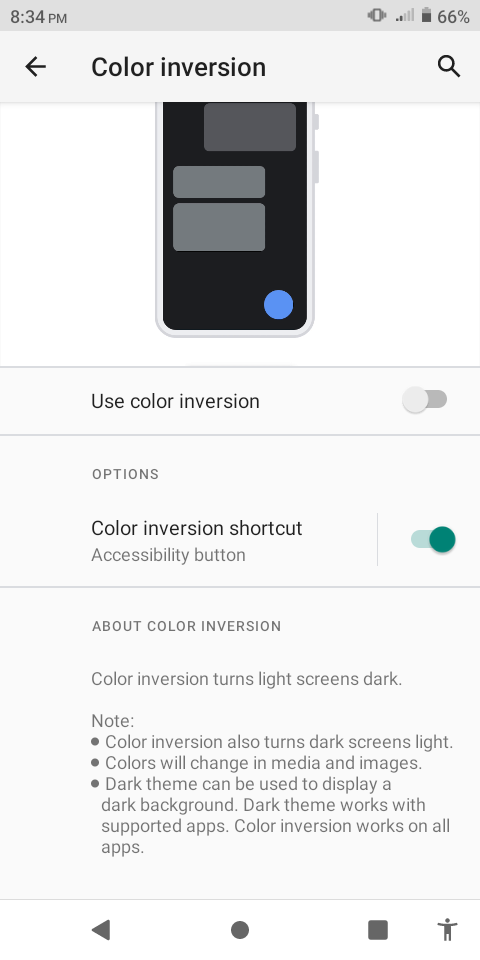 8:34 PM 66%
Color inversion
Use color inversion
OPTIONS
Color inversion shortcut
Accessibility button
ABOUT COLOR INVERSION
Color inversion turns light screens dark.
Note:
● Color inversion also turns dark screens light.
● Colors will change in media and images.
● Dark theme can be used to display a
dark background. Dark theme works with
supported apps. Color inversion works on all
apps.